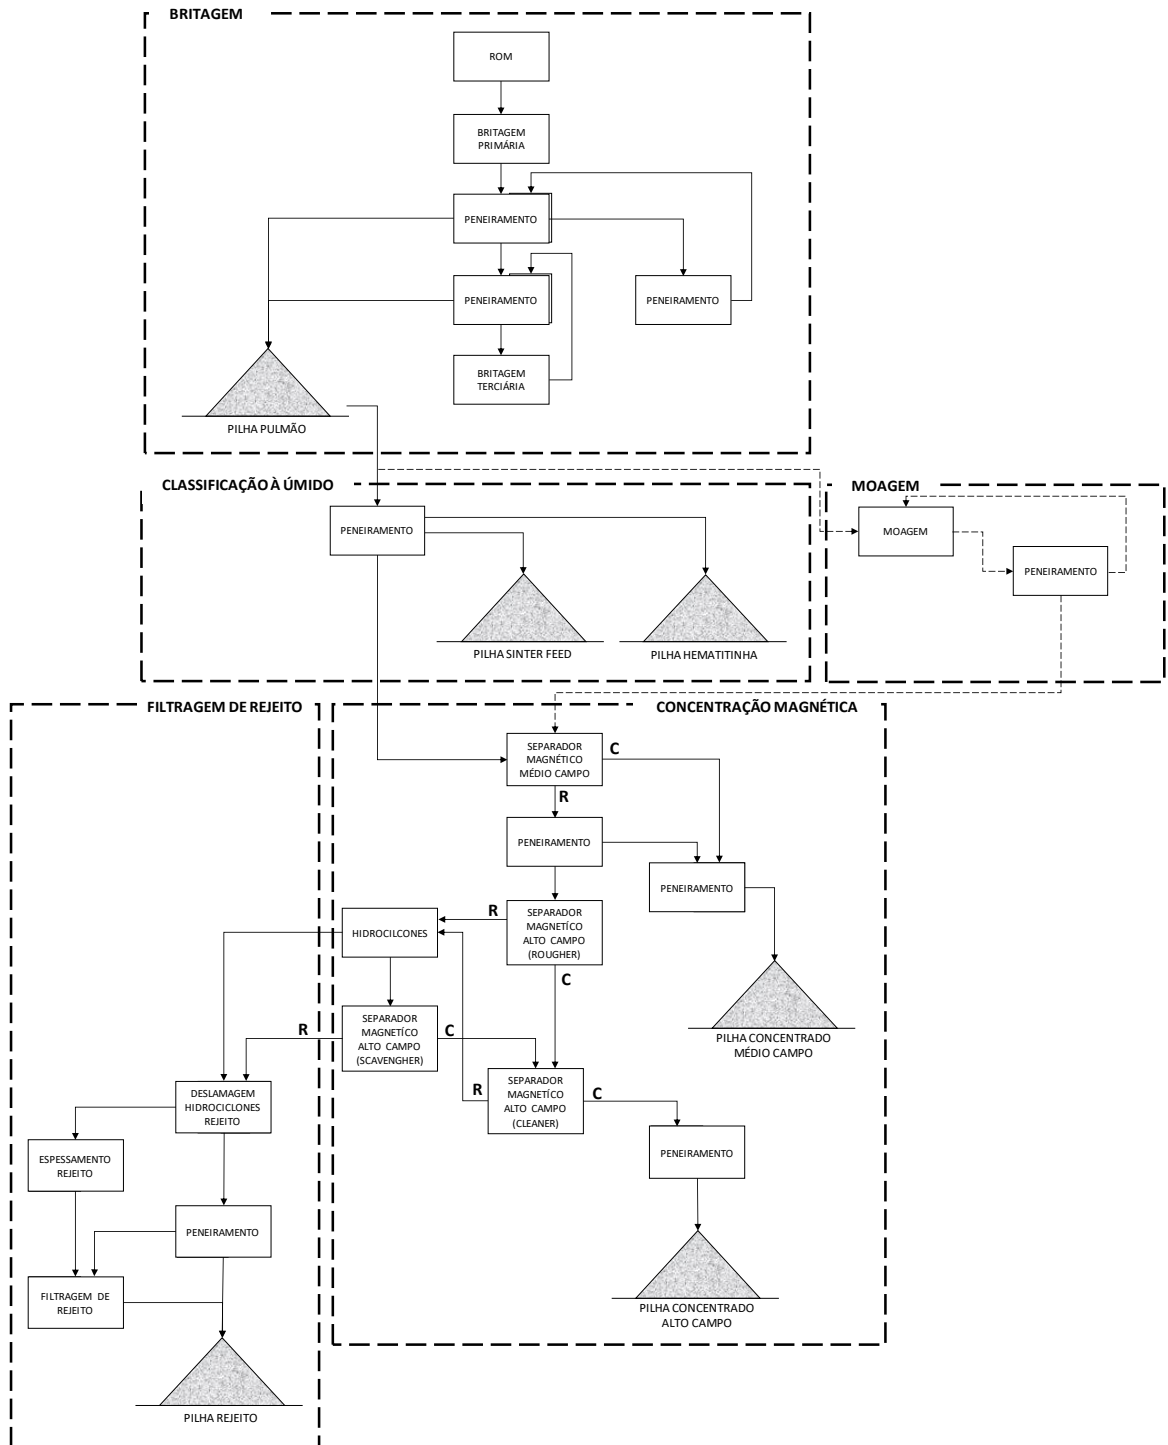 BRITAGEM
ROM
BRITAGEM
PRIMÁRIA
PENEIRAMENTO
PENEIRAMENTO
PENEIRAMENTO
BRITAGEM
TERCIÁRIA
PILHA PULMÃO
CLASSIFICAÇÃO À ÚMIDO
PENEIRAMENTO
PILHA SINTER FEED
PILHA HEMATITINHA
MOAGEM
MOAGEM
PENEIRAMENTO
FILTRAGEM DE REJEITO
CONCENTRAÇÃO MAGNÉTICA
SEPARADOR
MAGNÉTICO
MÉDIO CAMPO
C
R
PENEIRAMENTO
PENEIRAMENTO
SEPARADOR
MAGNETÍCO
ALTO CAMPO
(ROUGHER)
R
C
HIDROCILCONES
PILHA CONCENTRADO
MÉDIO CAMPO
SEPARADOR
MAGNETÍCO
ALTO CAMPO
(SCAVENGHER)
R
C
SEPARADOR
MAGNETÍCO
ALTO CAMPO
(CLEANER)
R
C
PENEIRAMENTO
PILHA CONCENTRADO
ALTO CAMPO
DESLAMAGEM
HIDROCICLONES
REJEITO
ESPESSAMENTO
REJEITO
PENEIRAMENTO
FILTRAGEM DE
REJEITO
PILHA REJEITO